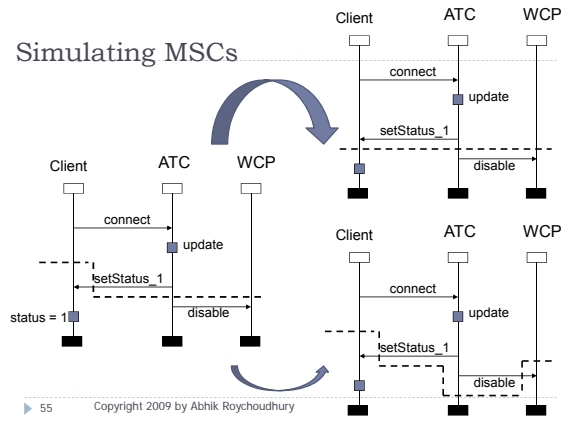 Simulating MSCs
Client ATC WCP
connect
update
setStatus_1
disable
Client ATC WCP
connect
update
setStatus_1
disable
status = 1
Client ATC WCP
connect
update
setStatus_1
disable
55 Copyright 2009 by Abhik Roychoudhury